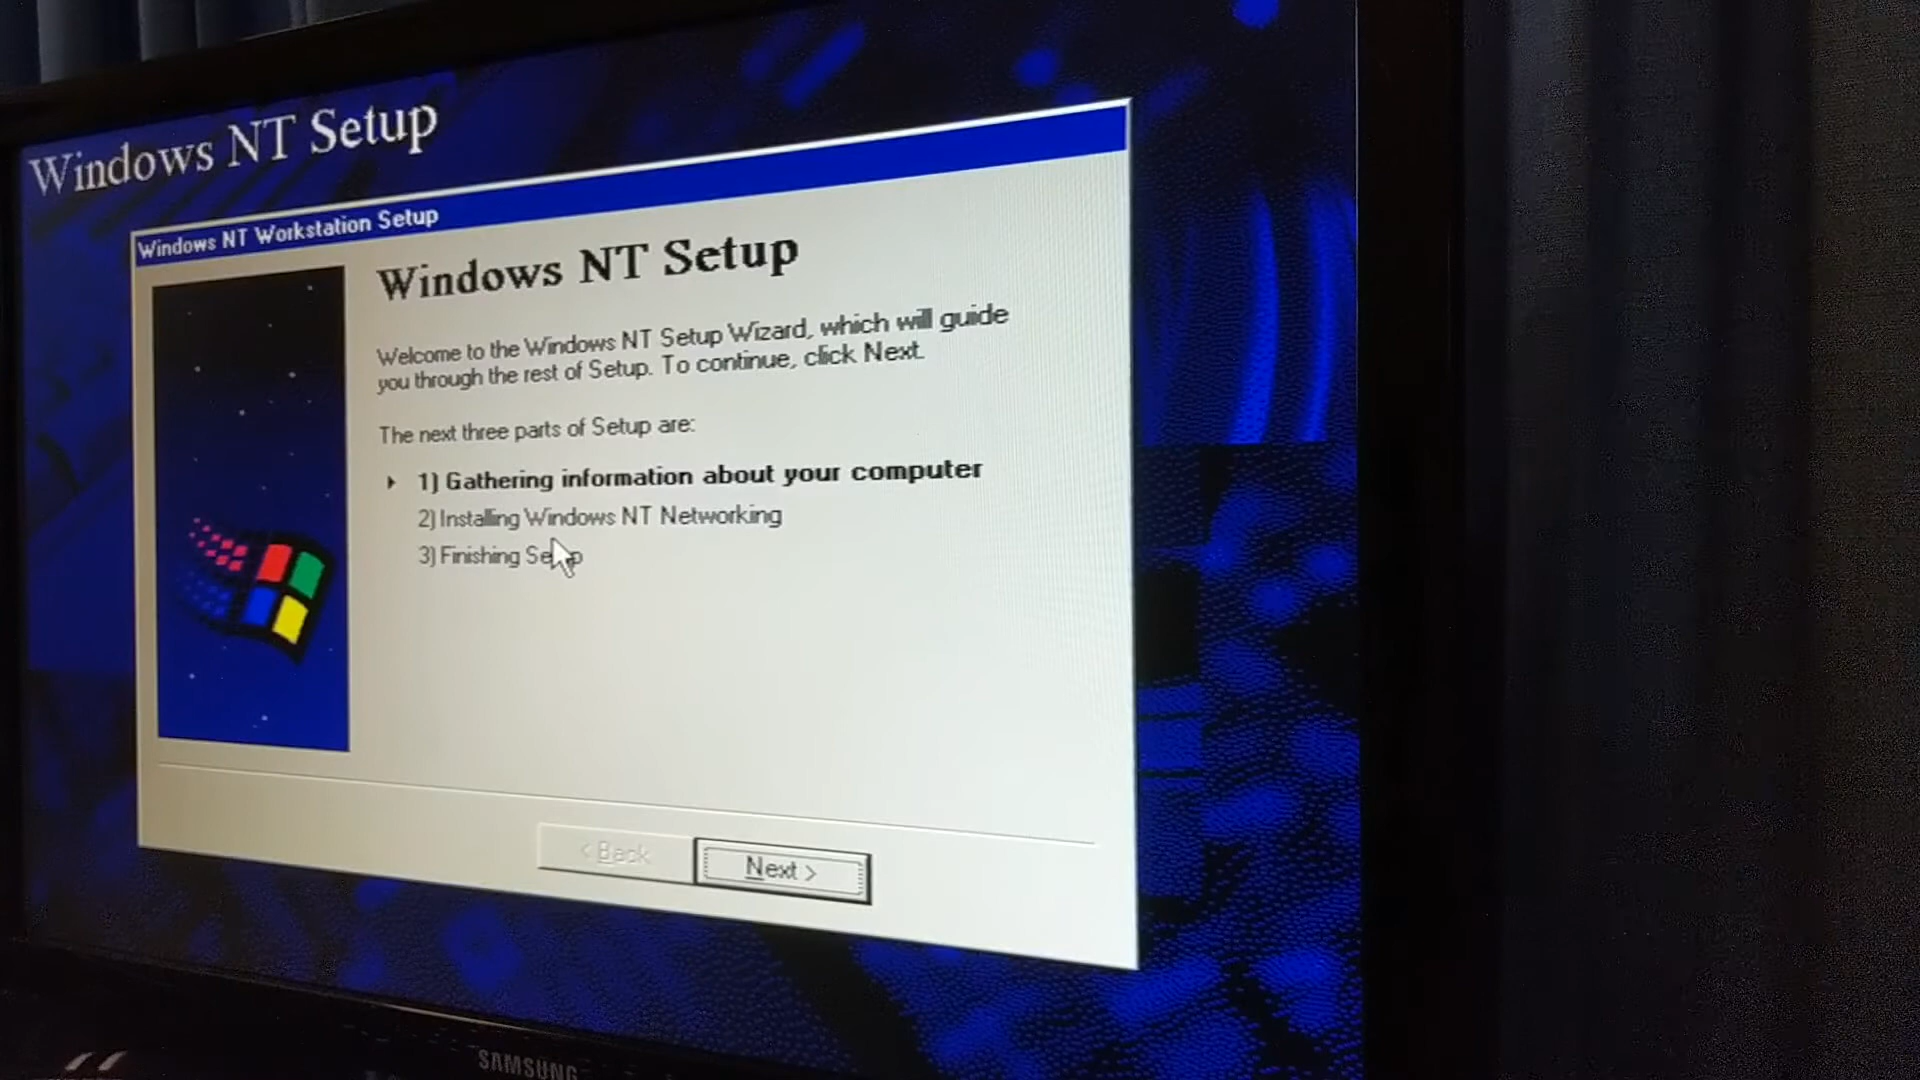 Windows NT Setup
Windows NT Workstation Setup
Windows NT Setup
Welcome to the Windows NT Setup Wizard, which will guide
you through the rest of Setup. To continue, click Next.
The next three parts of Setup are:
1) Gathering information about your computer
2) Installing Windows NT Networking
3) Finishing Setup
< Back
Next >
SAMSUNG